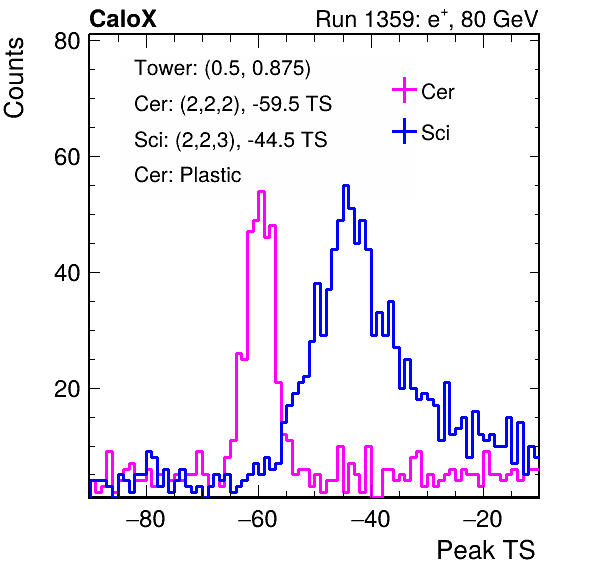 CaloX Run 1359: e⁺, 80 GeV
Counts
80
60
40
20
Tower: (0.5, 0.875)
Cer: (2,2,2), -59.5 TS
Sci: (2,2,3), -44.5 TS
Cer: Plastic
Cer
Sci
−80 −60 −40 −20
Peak TS